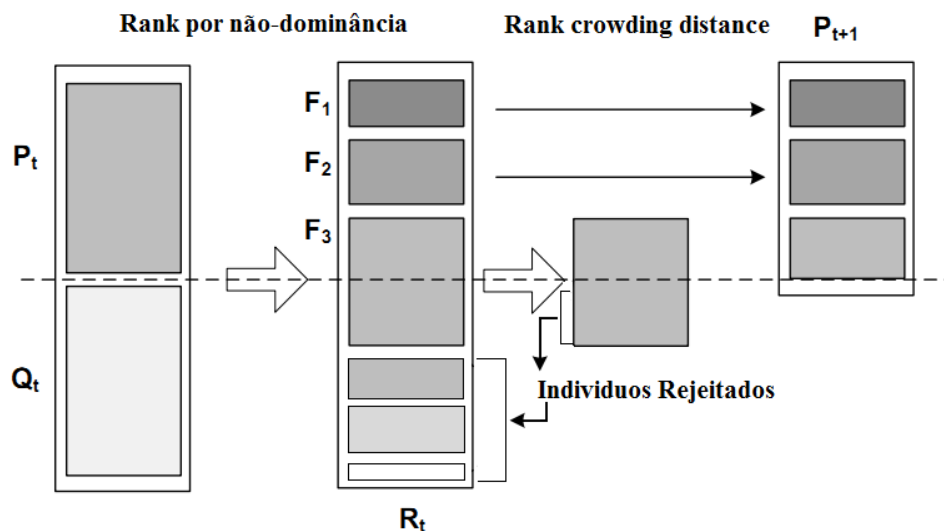 Rank por não-dominância
Rank crowding distance
Pt+1
Pt
F1
F2
F3
Qt
Individuos Rejeitados
Rt